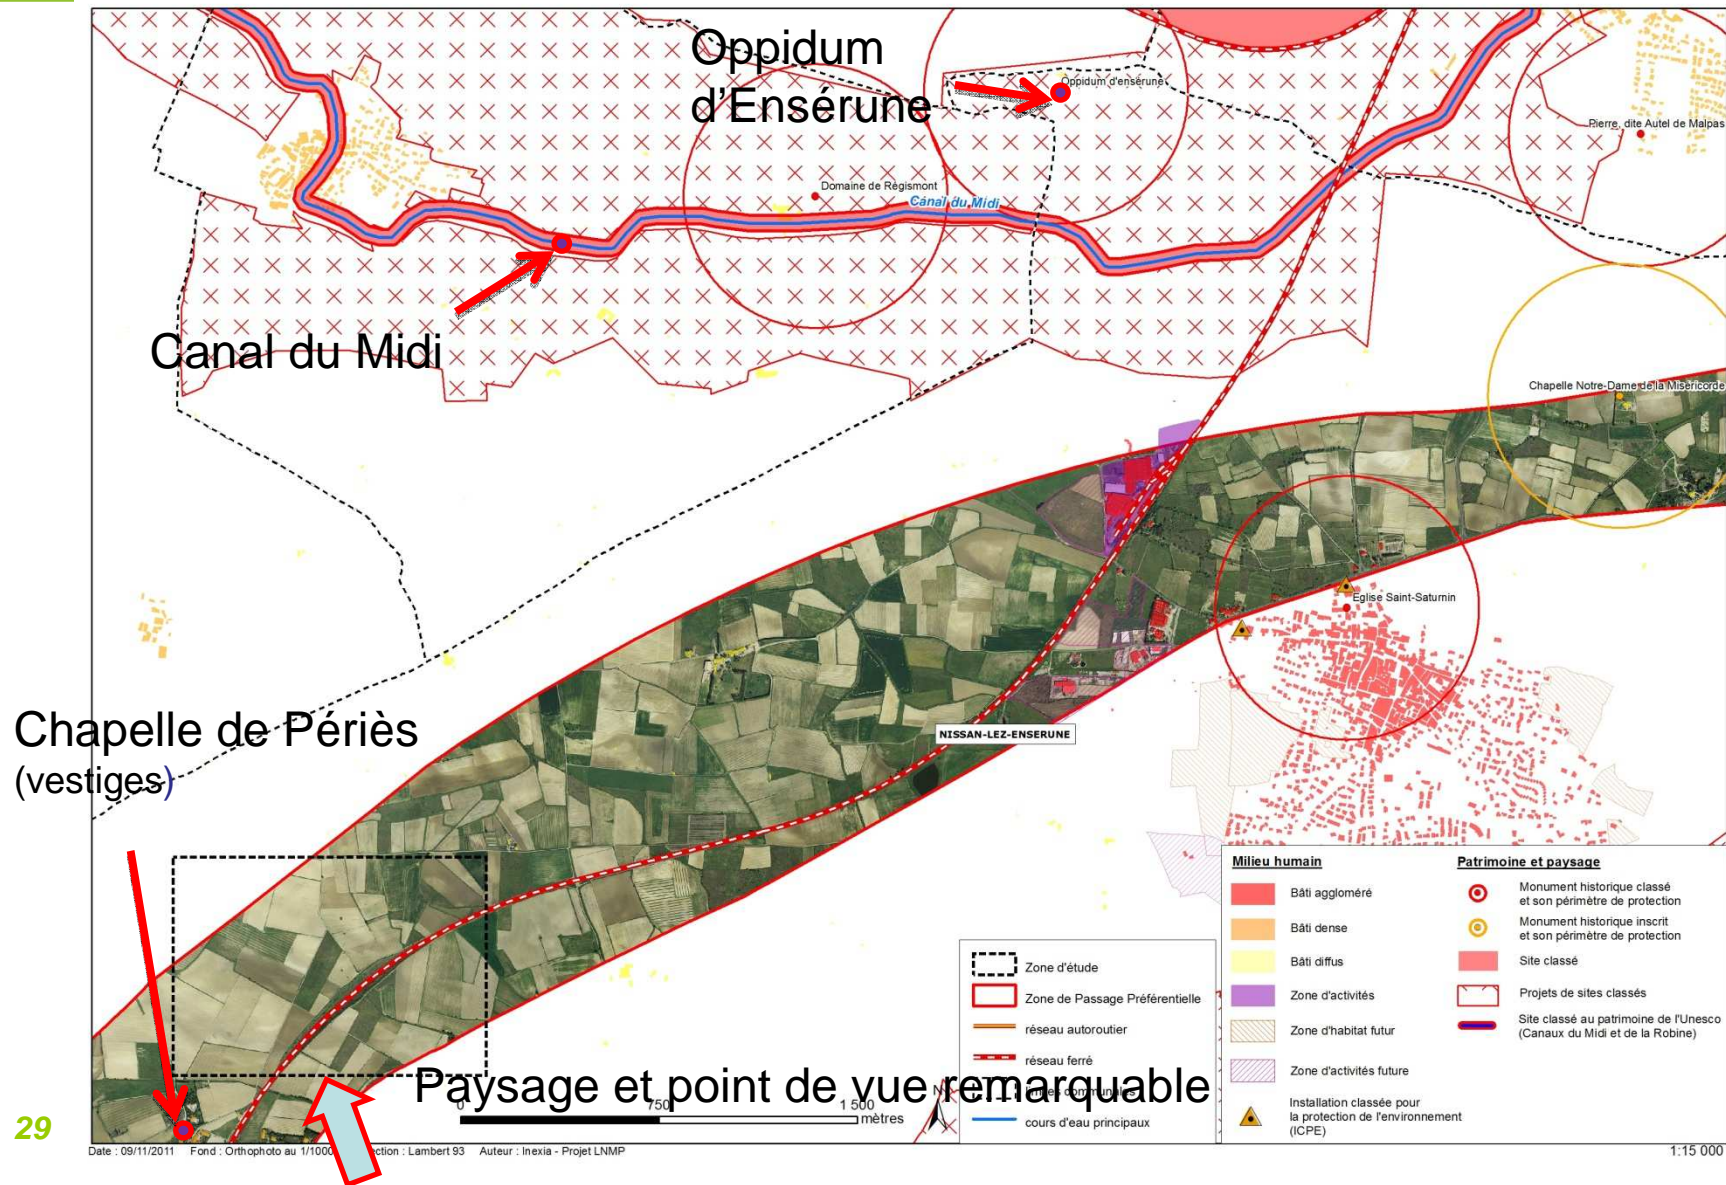 Oppidum
d'Ensérune
Oppidum d'ensérune
Pierre, dite Autel de Malpas
Domaine de Régismont
Canal du Midi
Canal du Midi
Chapelle Notre-Dame de la Miséricorde
Eglise Saint-Saturnin
Chapelle de Périès
(vestiges)
NISSAN-LEZ-ENSERUNE
Milieu humain
Bâti aggloméré
Bâti dense
Bâti diffus
Zone d'activités
Zone d'habitat futur
Zone d'activités future
Installation classée pour
la protection de l'environnement
(ICPE)
Patrimoine et paysage
Monument historique classé
et son périmètre de protection
Monument historique inscrit
et son périmètre de protection
Site classé
Projets de sites classés
Site classé au patrimoine de l'Unesco
(Canaux du Midi et de la Robine)
Zone d'étude
Zone de Passage Préférentielle
réseau autoroutier
réseau ferré
limites communales
cours d'eau principaux
Paysage et point de vue remarquable
0 750 1 500
mètres
N
29
Date : 09/11/2011 Fond : Orthophoto au 1/1000 ection : Lambert 93 Auteur : Inexia - Projet LNMP
1:15 000